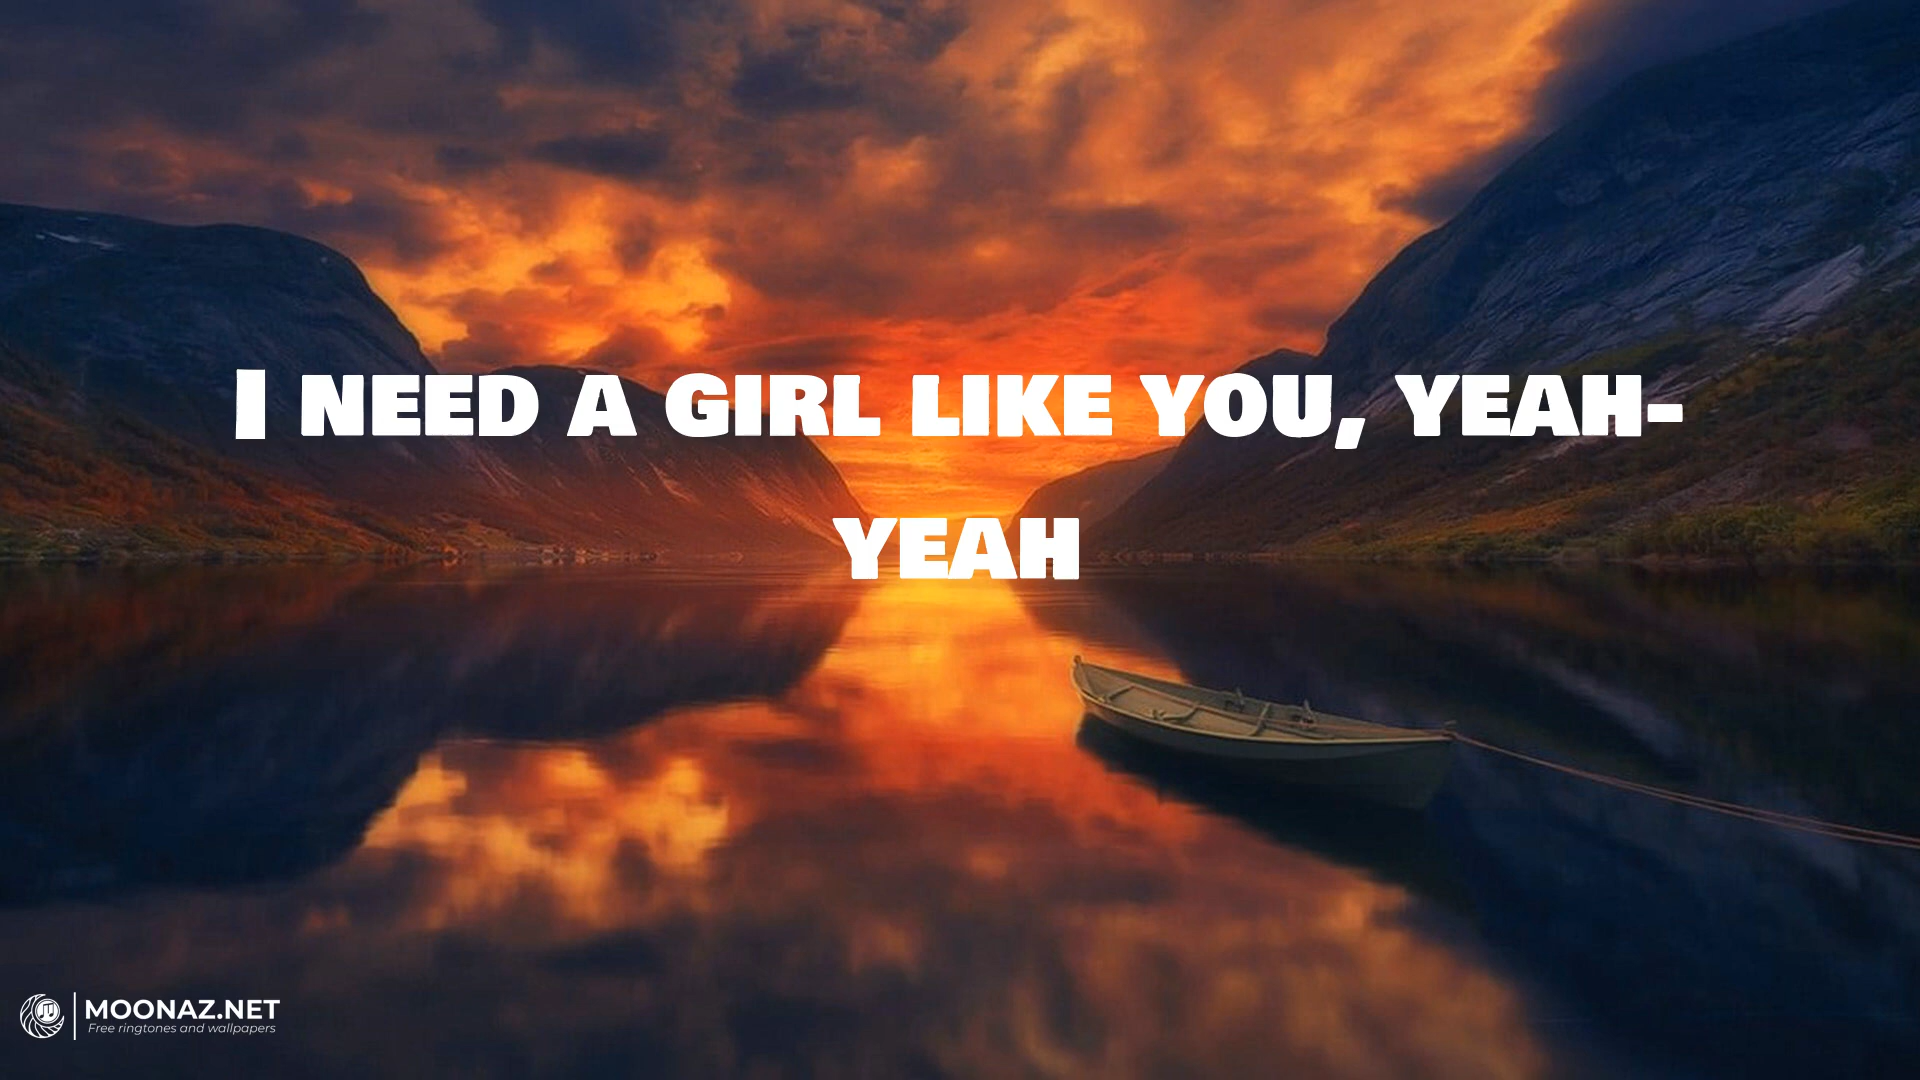 I NEED A GIRL LIKE YOU, YEAH-
YEAH
MOONAZ.NET
Free ringtones and wallpapers